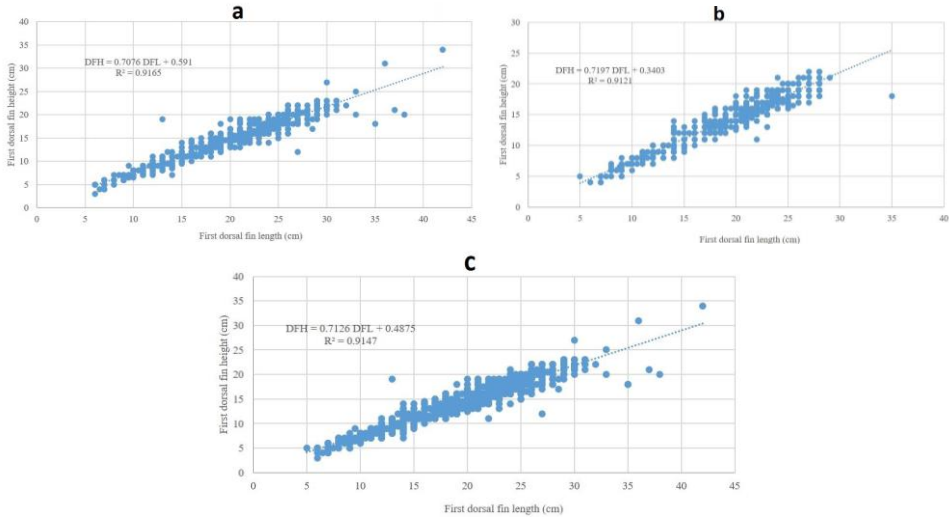 a
40
35
30
25
20
15
10
5
0
DFH = 0.7076 DFL + 0.591
R² = 0.9165
First dorsal fin height (cm)
0 5 10 15 20 25 30 35 40 45
First dorsal fin length (cm)
b
30
25
20
15
10
5
0
DFH = 0.7197 DFL + 0.3403
R² = 0.9121
First dorsal fin height (cm)
0 5 10 15 20 25 30 35 40
First dorsal fin length (cm)
c
40
35
30
25
20
15
10
5
0
DFH = 0.7126 DFL + 0.4875
R² = 0.9147
First dorsal fin height (cm)
0 5 10 15 20 25 30 35 40 45
First dorsal fin length (cm)